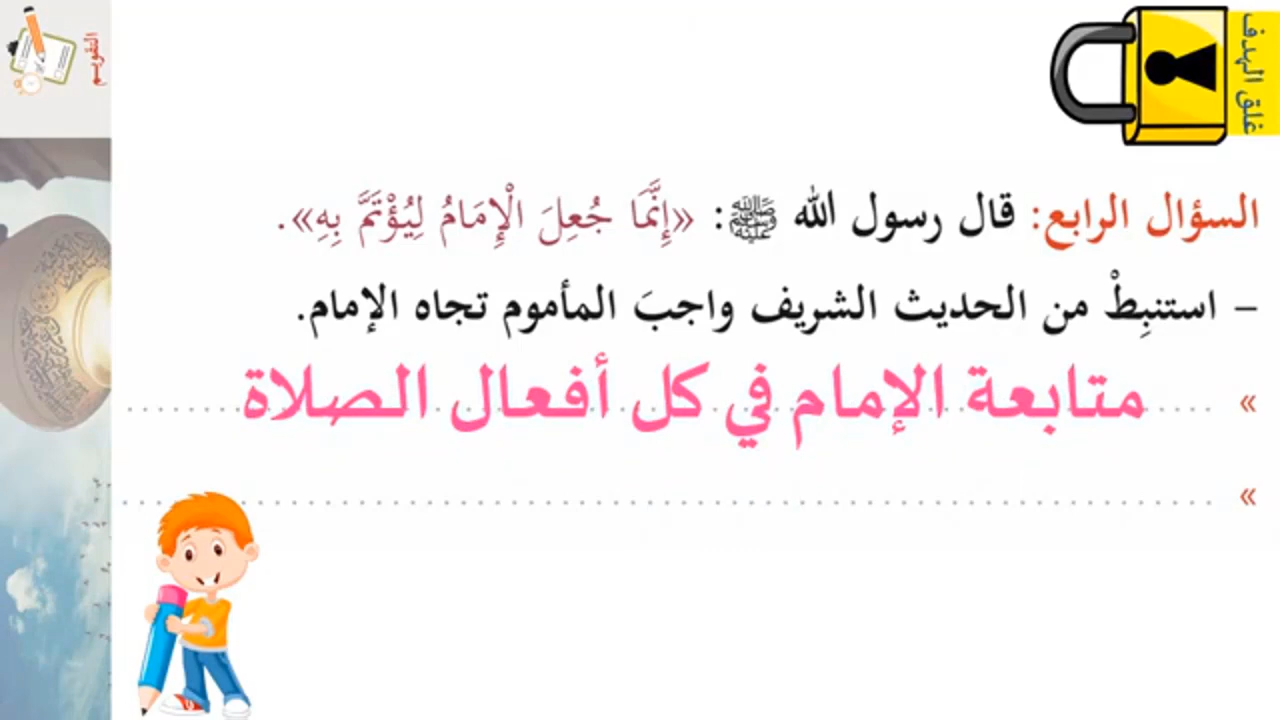 غلق الهدف
التقويم
السؤال الرابع: قال رسول الله ﷺ: «إِنَّمَا جُعِلَ الْإِمَامُ لِيُؤْتَمَّ بِهِ».
– استنبِطْ من الحديث الشريف واجبَ المأموم تجاه الإمام.
» متابعة الإمام في كل أفعال الصلاة
»